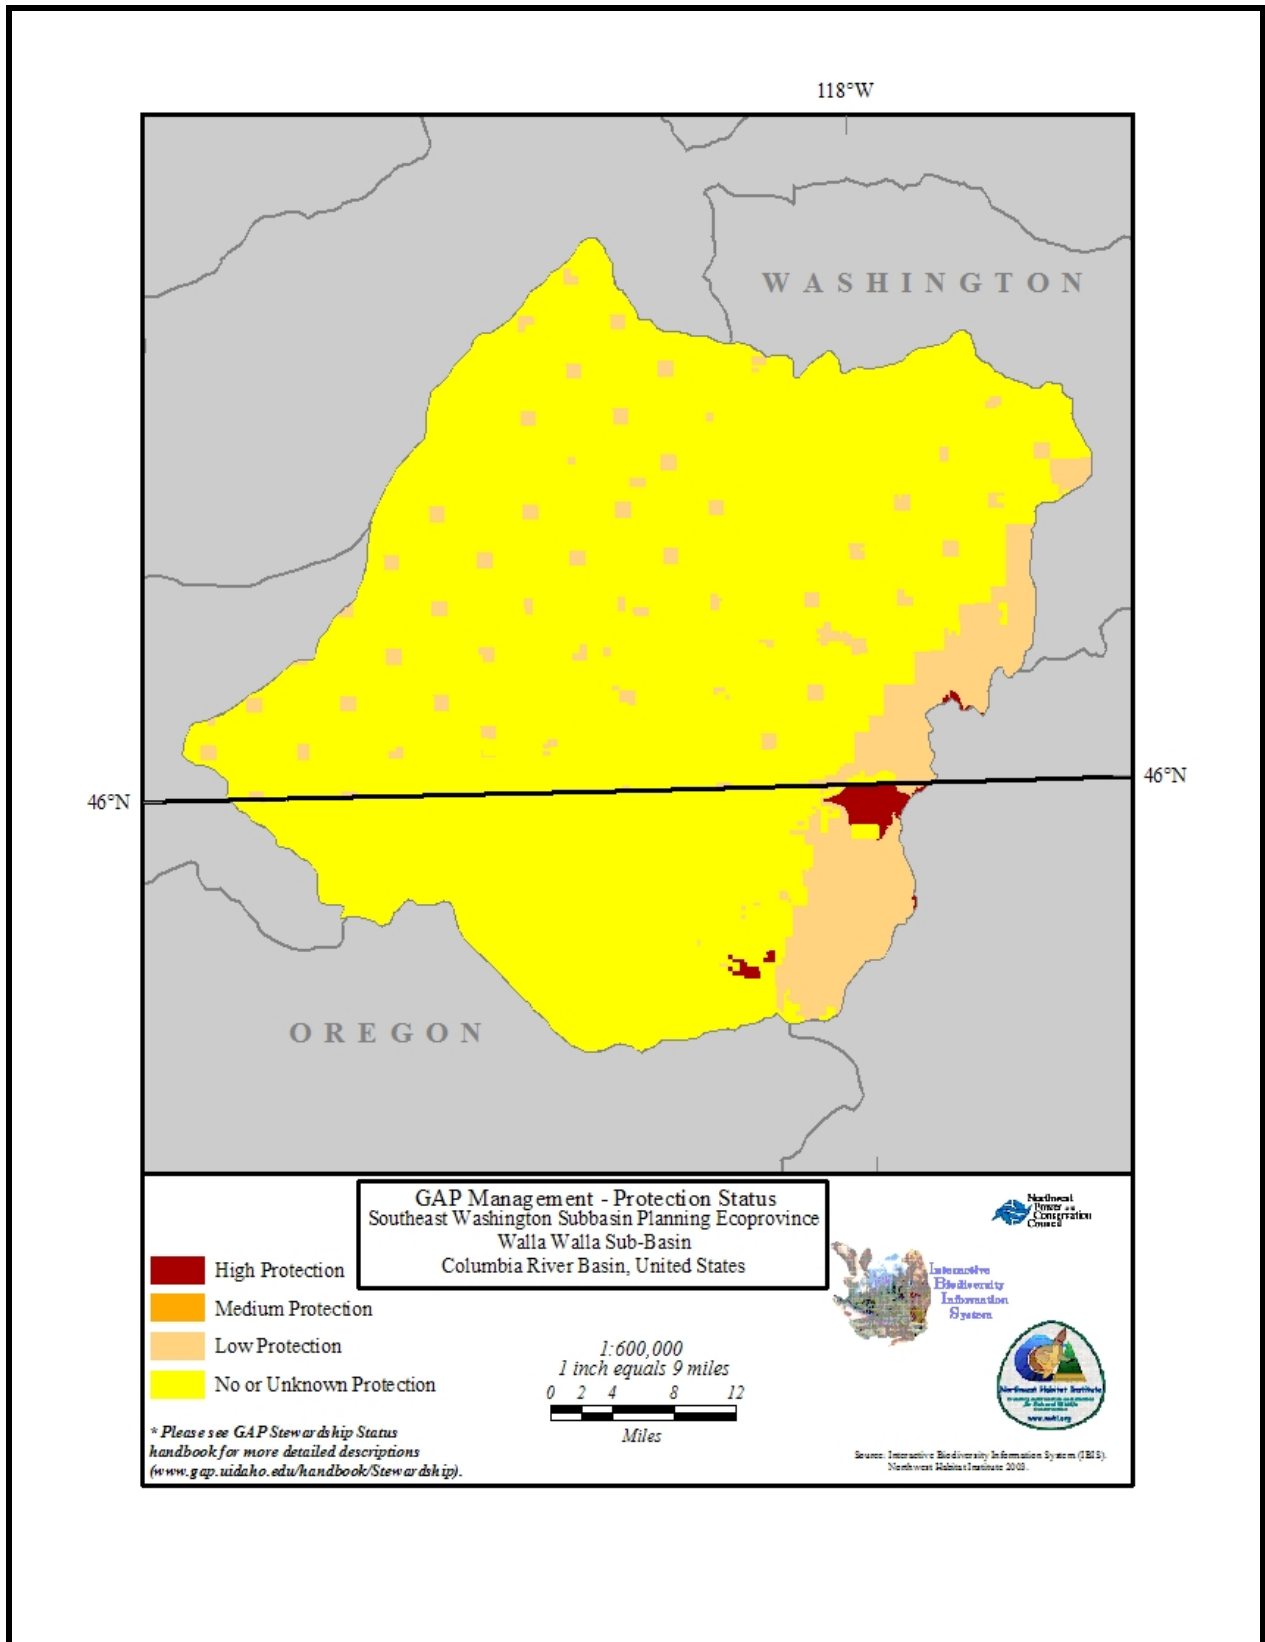 118°W
WASHINGTON
46°N
46°N
OREGON
GAP Management - Protection Status
Southeast Washington Subbasin Planning Ecoprovince
Walla Walla Sub-Basin
Columbia River Basin, United States
High Protection
Medium Protection
Low Protection
No or Unknown Protection
* Please see GAP Stewardship Status
handbook for more detailed descriptions
(www.gap.uidaho.edu/handbook/Stewardship).
1:600,000
1 inch equals 9 miles
0 2 4 8 12
Miles
Northwest
Power and
Conservation
Council
Interactive
Biodiversity
Information
System
Northwest Habitat Institute
www.nwhi.org
Source: Interactive Biodiversity Information System (IBIS).
Northwest Habitat Institute 2003.